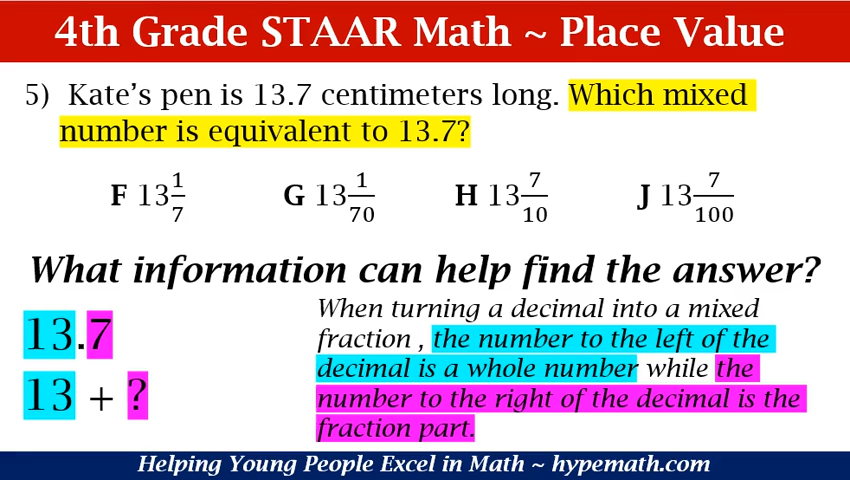 4th Grade STAAR Math ~ Place Value
5) Kate’s pen is 13.7 centimeters long. Which mixed
number is equivalent to 13.7?
F 13 1/7 G 13 1/70 H 13 7/10 J 13 7/100
What information can help find the answer?
13.7
13 + ?
When turning a decimal into a mixed
fraction , the number to the left of the
decimal is a whole number while the
number to the right of the decimal is the
fraction part.
Helping Young People Excel in Math ~ hypemath.com